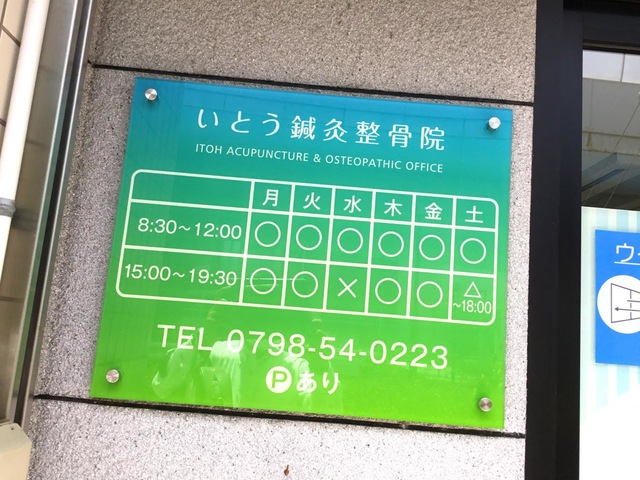 いとう鍼灸整骨院
ITOH ACUPUNCTURE & OSTEOPATHIC OFFICE
月 火 水 木 金 土
8:30～12:00 ○ ○ ○ ○ ○ ○
15:00～19:30 ○ ○ × ○ ○ △
～18:00
TEL 0798-54-0223
P あり